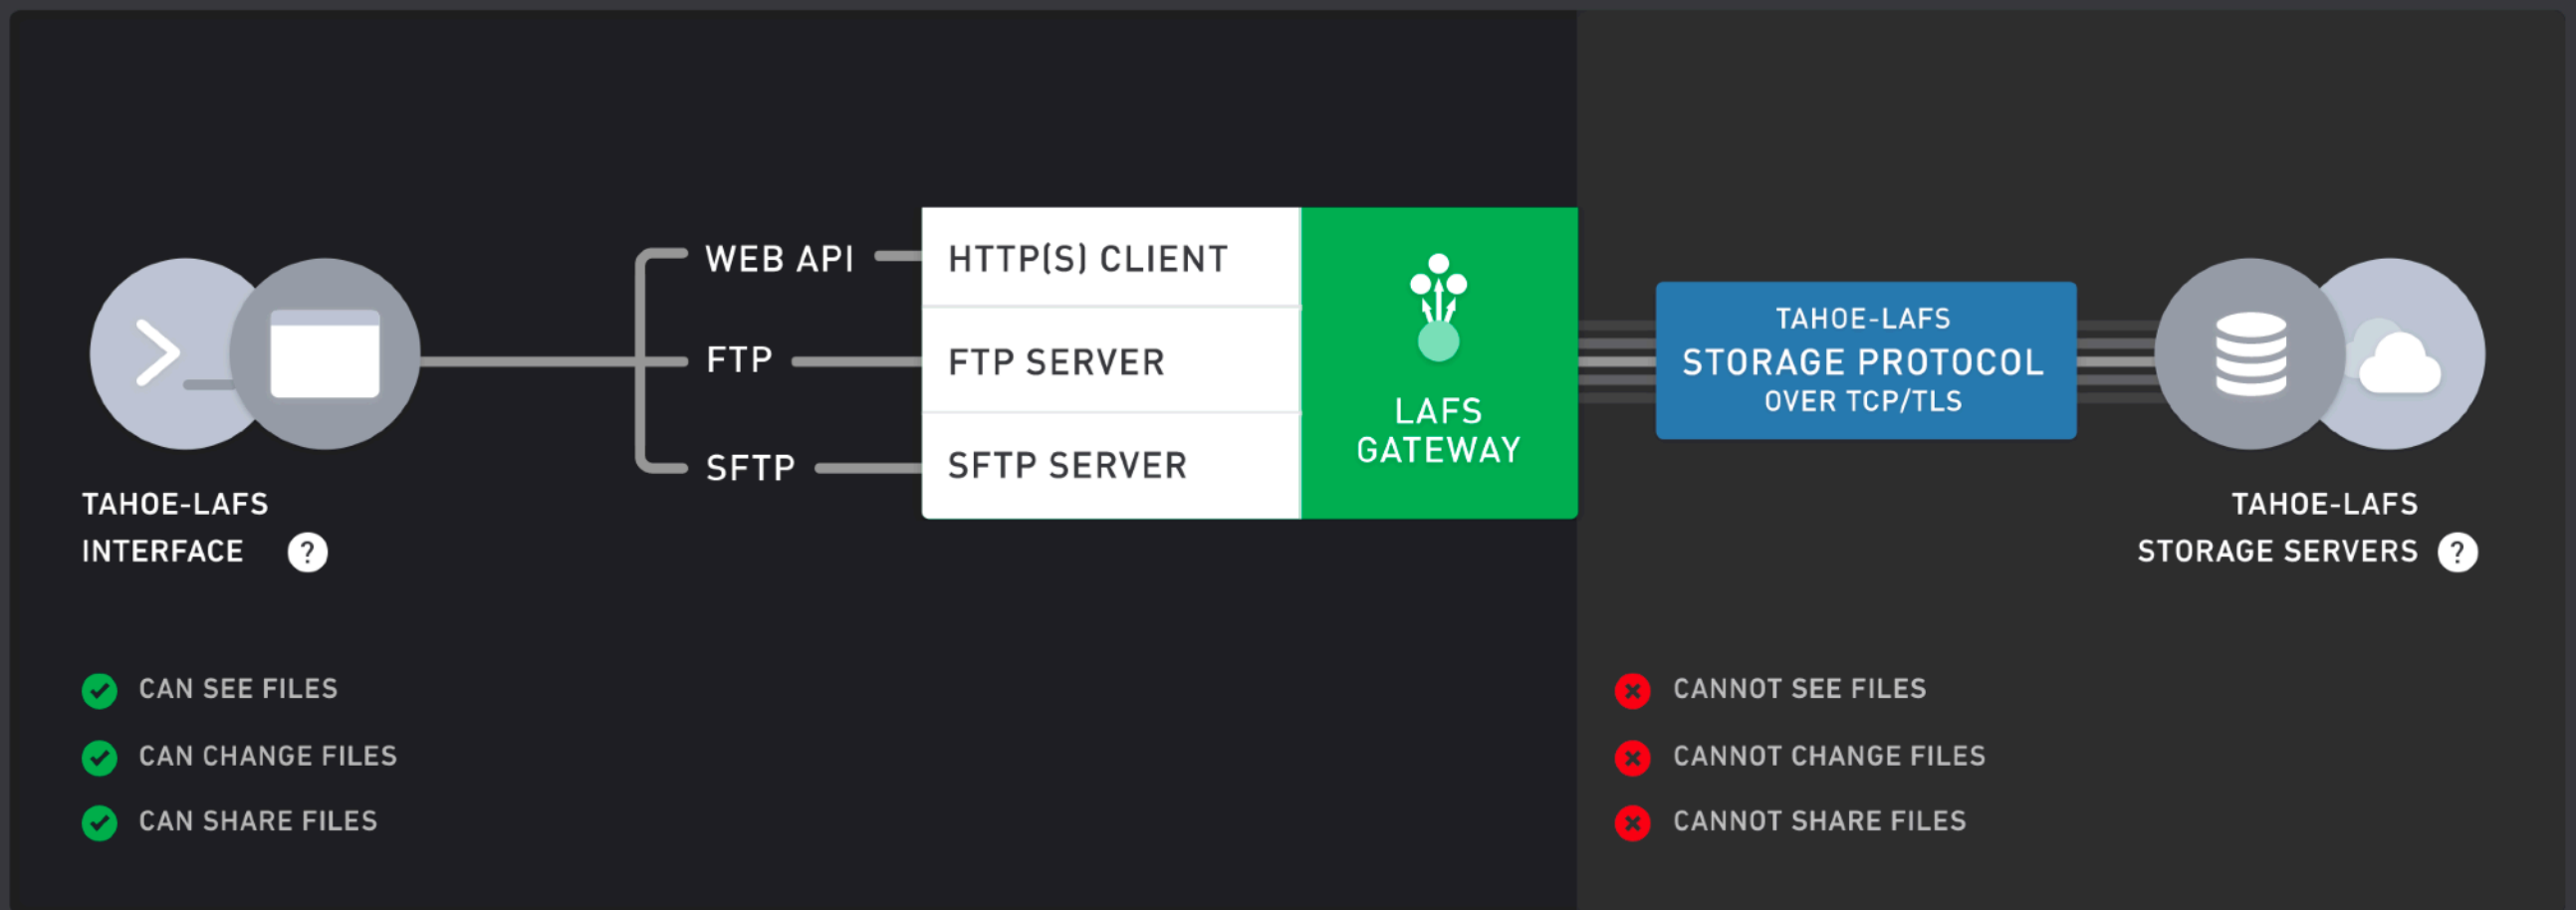 WEB API
HTTP(S) CLIENT
FTP
FTP SERVER
SFTP
SFTP SERVER
LAFS
GATEWAY
TAHOE-LAFS
STORAGE PROTOCOL
OVER TCP/TLS
TAHOE-LAFS
INTERFACE ?
TAHOE-LAFS
STORAGE SERVERS ?
CAN SEE FILES
CAN CHANGE FILES
CAN SHARE FILES
CANNOT SEE FILES
CANNOT CHANGE FILES
CANNOT SHARE FILES